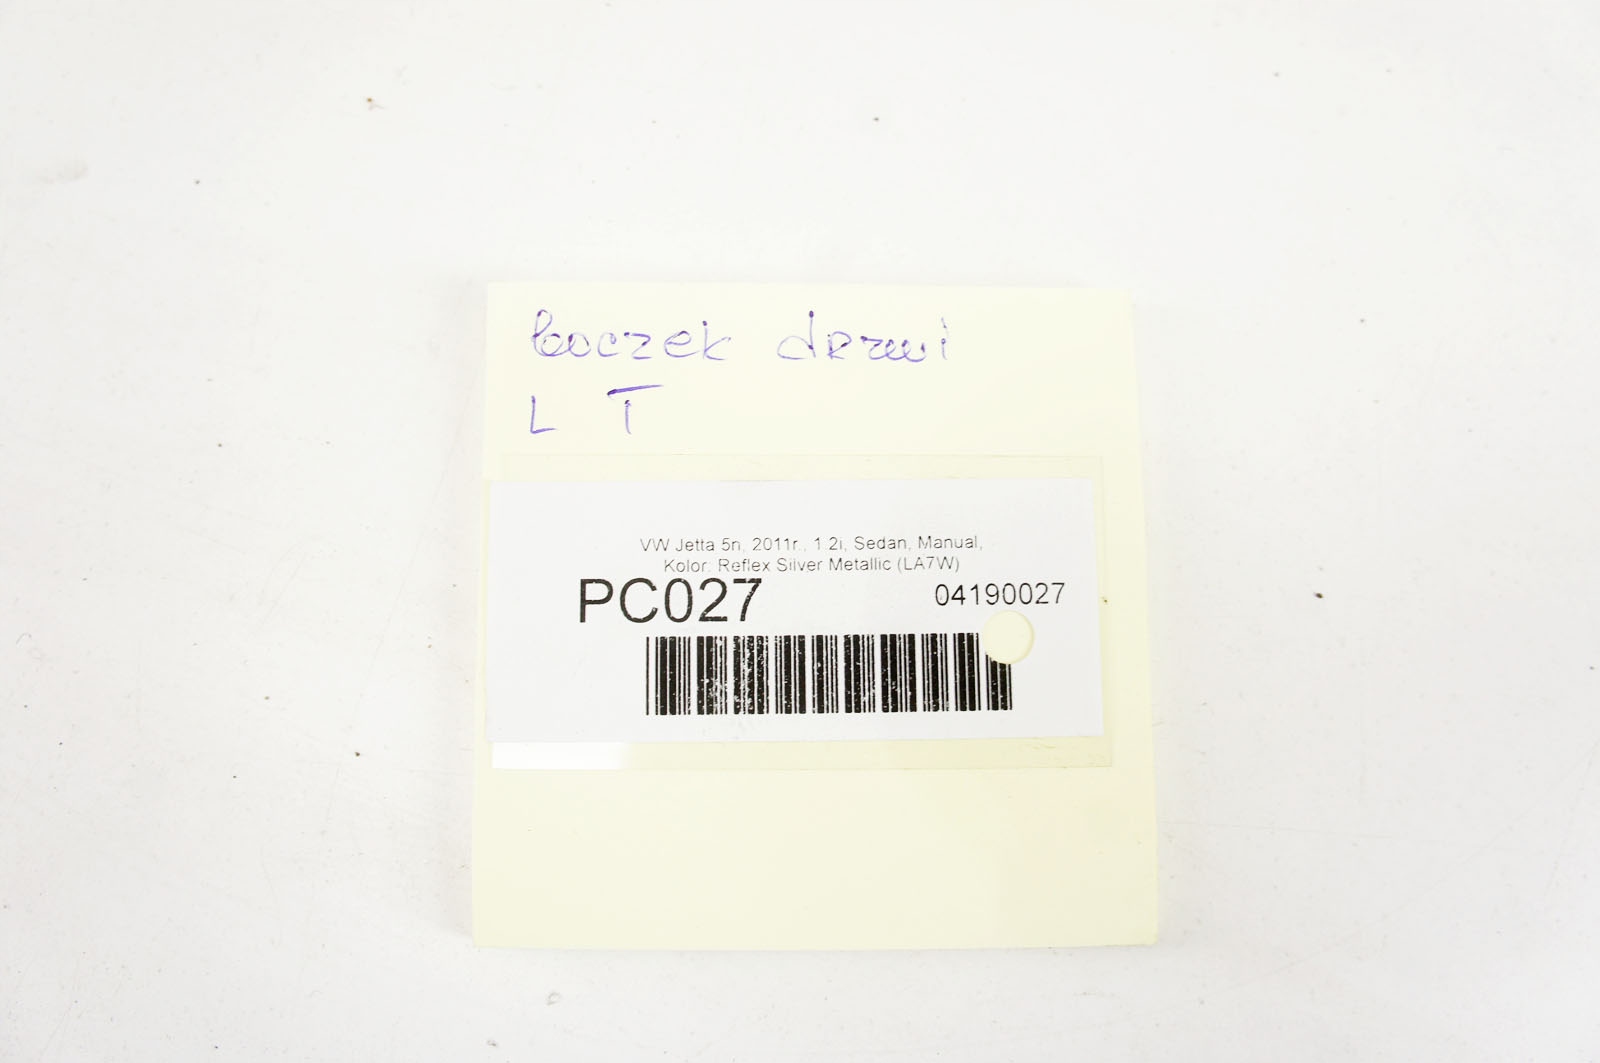 boczek drzwi
L T
VW Jetta 5n, 2011r., 1.2i, Sedan, Manual,
Kolor: Reflex Silver Metallic (LA7W)
PC027 04190027